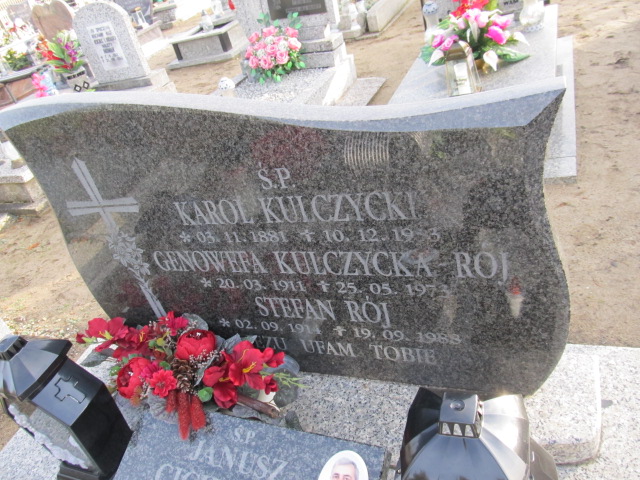 Ś.P.
KAROL KULCZYCKI
* 05.11.1881 † 10.12.19
GENOWEFA KULCZYCKA-RÓJ
* 20.03.1911 † 25.05.197
STEFAN RÓJ
* 02.09.1914 † 19.09.1988
UFAM TOBIE
Ś.P.
JANUSZ